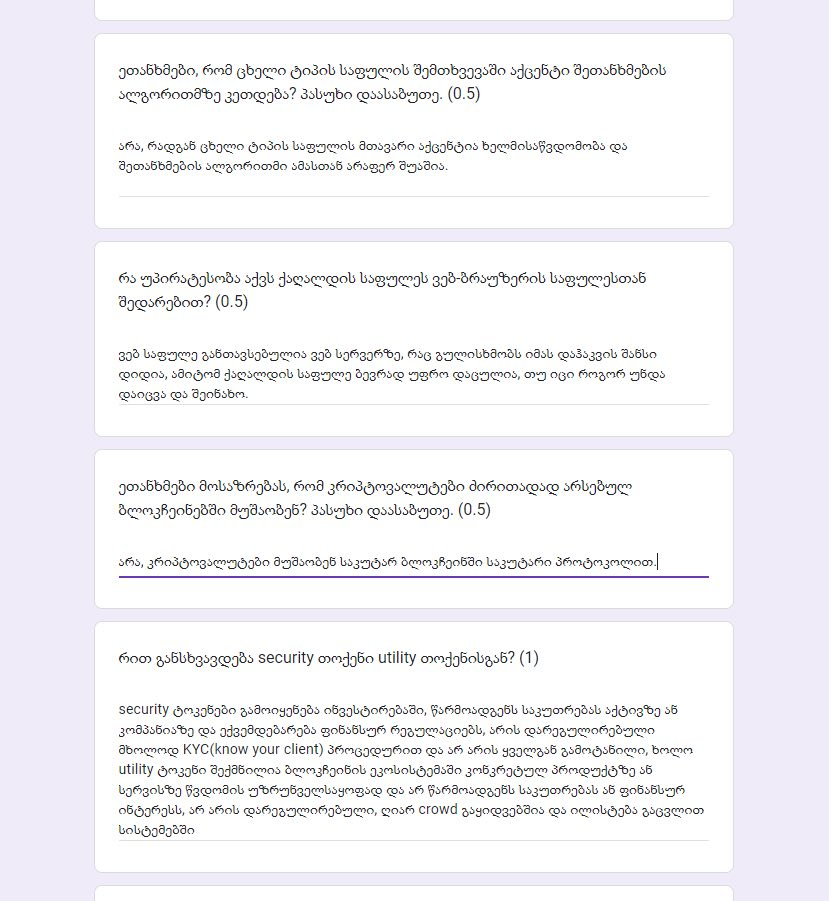 ეთანხმები, რომ ცხელი ტიპის საფულის შემთხვევაში აქცენტი შეთანხმების
ალგორითმზე კეთდება? პასუხი დაასაბუთე. (0.5)
არა, რადგან ცხელი ტიპის საფულის მთავარი აქცენტია ხელმისაწვდომობა და
შეთანხმების ალგორითმი ამასთან არაფერ შუაშია.
რა უპირატესობა აქვს ქაღალდის საფულეს ვებ-ბრაუზერის საფულესთან
შედარებით? (0.5)
ვებ საფულე განთავსებულია ვებ სერვერზე, რაც გულისხმობს იმას დაჰაკვის შანსი
დიდია, ამიტომ ქაღალდის საფულე ბევრად უფრო დაცულია, თუ იცი როგორ უნდა
დაიცვა და შეინახო.
ეთანხმები მოსაზრებას, რომ კრიპტოვალუტები ძირითადად არსებულ
ბლოკჩეინებში მუშაობენ? პასუხი დაასაბუთე. (0.5)
არა, კრიპტოვალუტები მუშაობენ საკუტარ ბლოკჩეინში საკუტარი პროტოკოლით.
რით განსხვავდება security თოქენი utility თოქენისგან? (1)
security ტოკენები გამოიყენება ინვესტირებაში, წარმოადგენს საკუთრებას აქტივზე ან
კომპანიაზე და ექვემდებარება ფინანსურ რეგულაციებს, არის დარეგულირებული
მხოლოდ KYC(know your client) პროცედურით და არ არის ყველგან გამოტანილი, ხოლო
utility ტოკენი შექმნილია ბლოკჩეინის ეკოსისტემაში კონკრეტულ პროდუქტზე ან
სერვისზე წვდომის უზრუნველსაყოფად და არ წარმოადგენს საკუთრებას ან ფინანსურ
ინტერესს, არ არის დარეგულირებული, ღიარ crowd გაყიდვებშია და ილისტება გაცვლით
სისტემებში